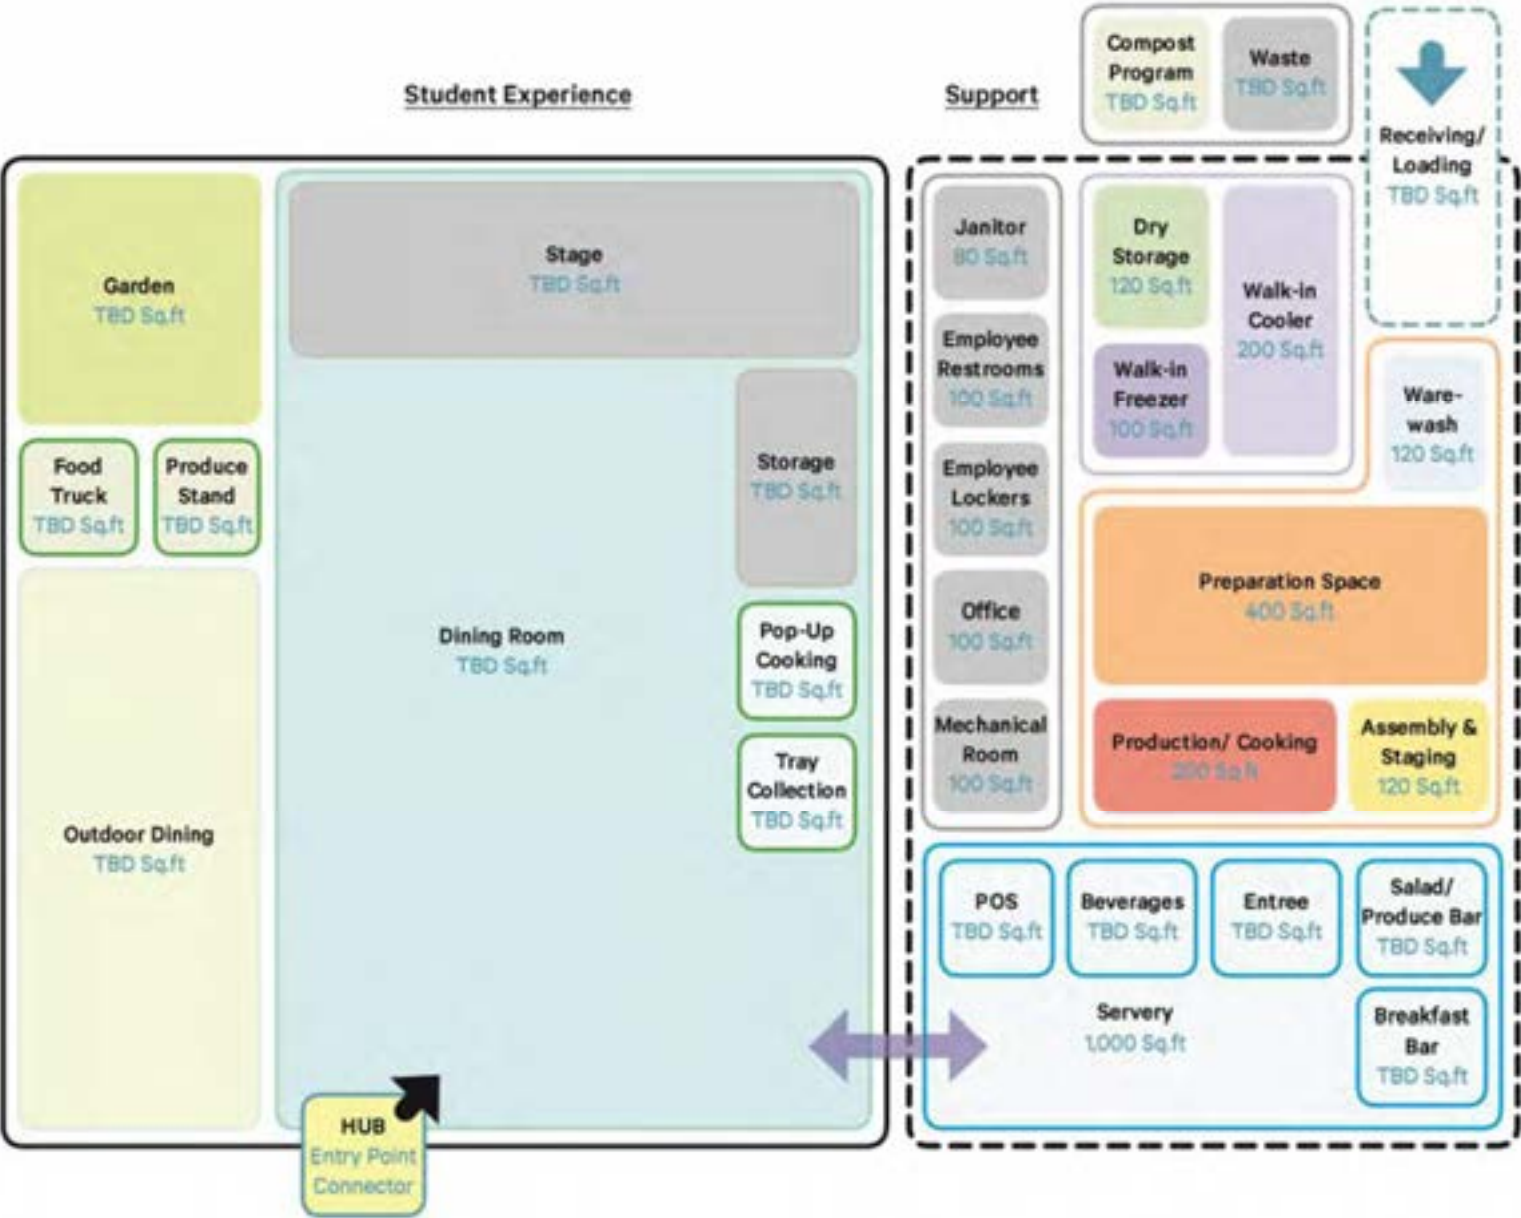 Student Experience
Support
Compost
Program
TBD Sq.ft
Waste
TBD Sq.ft
Receiving/
Loading
TBD Sq.ft
Garden
TBD Sq.ft
Stage
TBD Sq.ft
Food
Truck
TBD Sq.ft
Produce
Stand
TBD Sq.ft
Storage
TBD Sq.ft
Dining Room
TBD Sq.ft
Pop-Up
Cooking
TBD Sq.ft
Tray
Collection
TBD Sq.ft
Outdoor Dining
TBD Sq.ft
HUB
Entry Point
Connector
Janitor
80 Sq.ft
Employee
Restrooms
100 Sq.ft
Employee
Lockers
100 Sq.ft
Office
100 Sq.ft
Mechanical
Room
100 Sq.ft
Dry
Storage
120 Sq.ft
Walk-in
Cooler
200 Sq.ft
Walk-in
Freezer
100 Sq.ft
Ware-
wash
120 Sq.ft
Preparation Space
400 Sq.ft
Production/ Cooking
200 Sq.ft
Assembly &
Staging
120 Sq.ft
POS
TBD Sq.ft
Beverages
TBD Sq.ft
Entree
TBD Sq.ft
Salad/
Produce Bar
TBD Sq.ft
Servery
1,000 Sq.ft
Breakfast
Bar
TBD Sq.ft